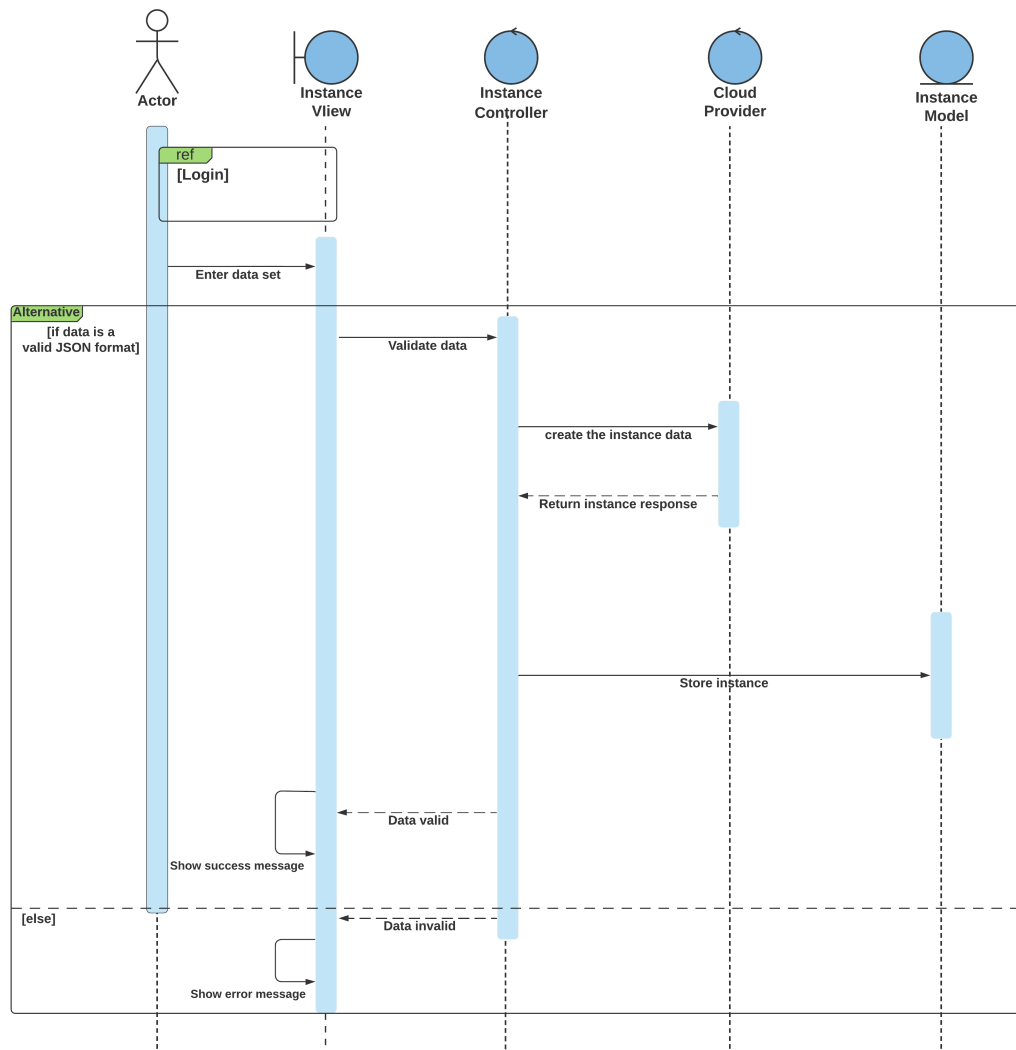 Actor
Instance
Vliew
Instance
Controller
Cloud
Provider
Instance
Model
ref
[Login]
Enter data set
Alternative
[if data is a
valid JSON format]
Validate data
create the instance data
Return instance response
Store instance
Data valid
Show success message
[else]
Data invalid
Show error message